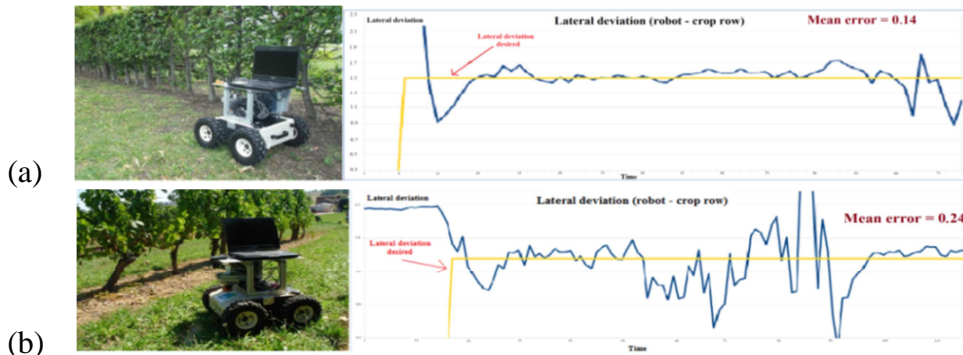 Lateral deviation
Lateral deviation (robot - crop row)
Mean error = 0.14
Lateral deviation
desired
Time
(a)
Lateral deviation
Lateral deviation (robot - crop row)
Mean error = 0.24
Lateral deviation
desired
Time
(b)